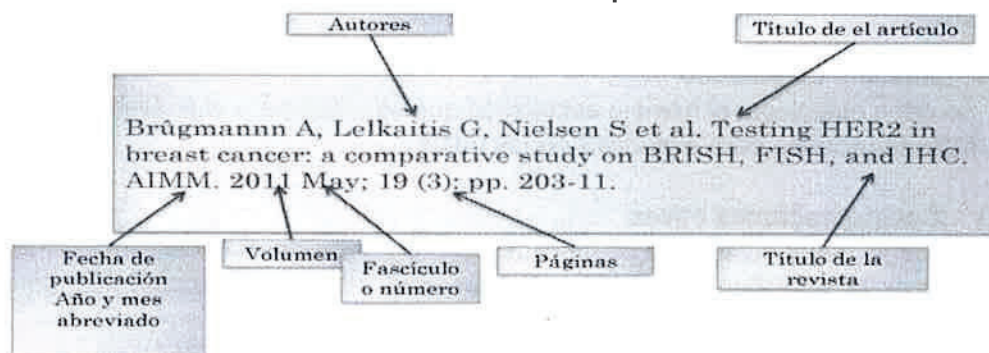 Autores
Título de el artículo
Brûgmannn A, Lelkaitis G, Nielsen S et al. Testing HER2 in
breast cancer: a comparative study on BRISH, FISH, and IHC.
AIMM. 2011 May; 19 (3); pp. 203-11.
Fecha de
publicación
Año y mes
abreviado
Volumen
Fascículo
o número
Páginas
Título de la
revista